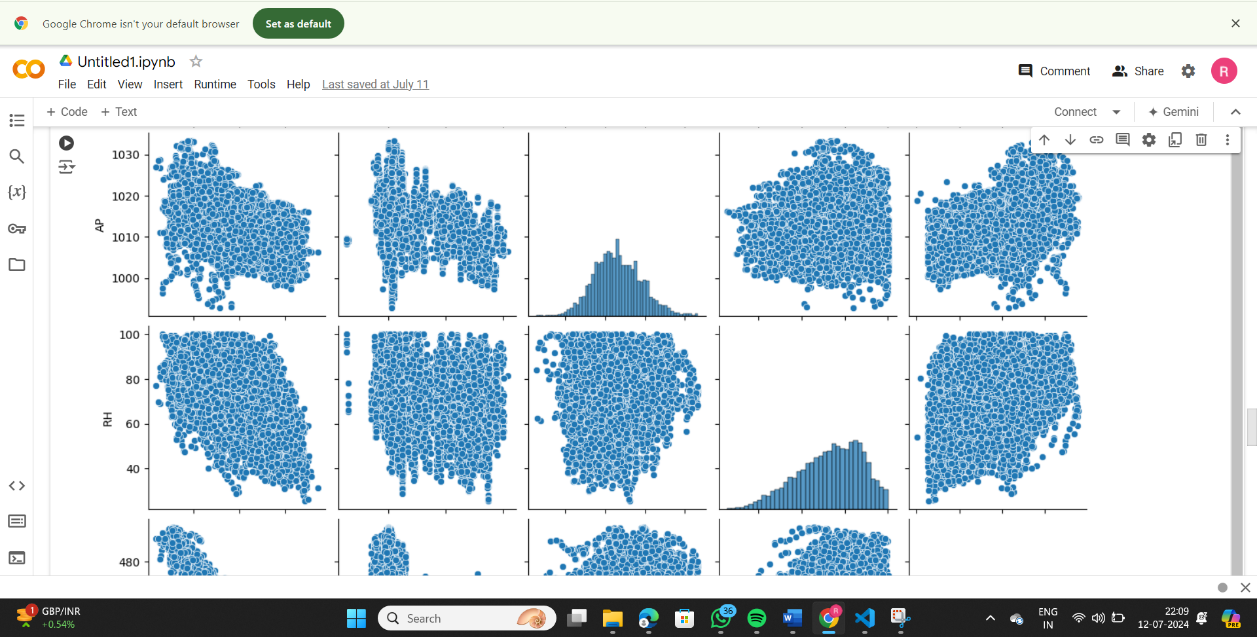 Google Chrome isn't your default browser
Set as default
Untitled1.ipynb
File Edit View Insert Runtime Tools Help Last saved at July 11
Comment Share R
+ Code + Text
Connect Gemini
{x}
1030
1020
1010
1000
AP
100
80
60
40
RH
480
1
GBP/INR
+0.54%
Search
36
R
ENG
IN
22:09
12-07-2024
PRE